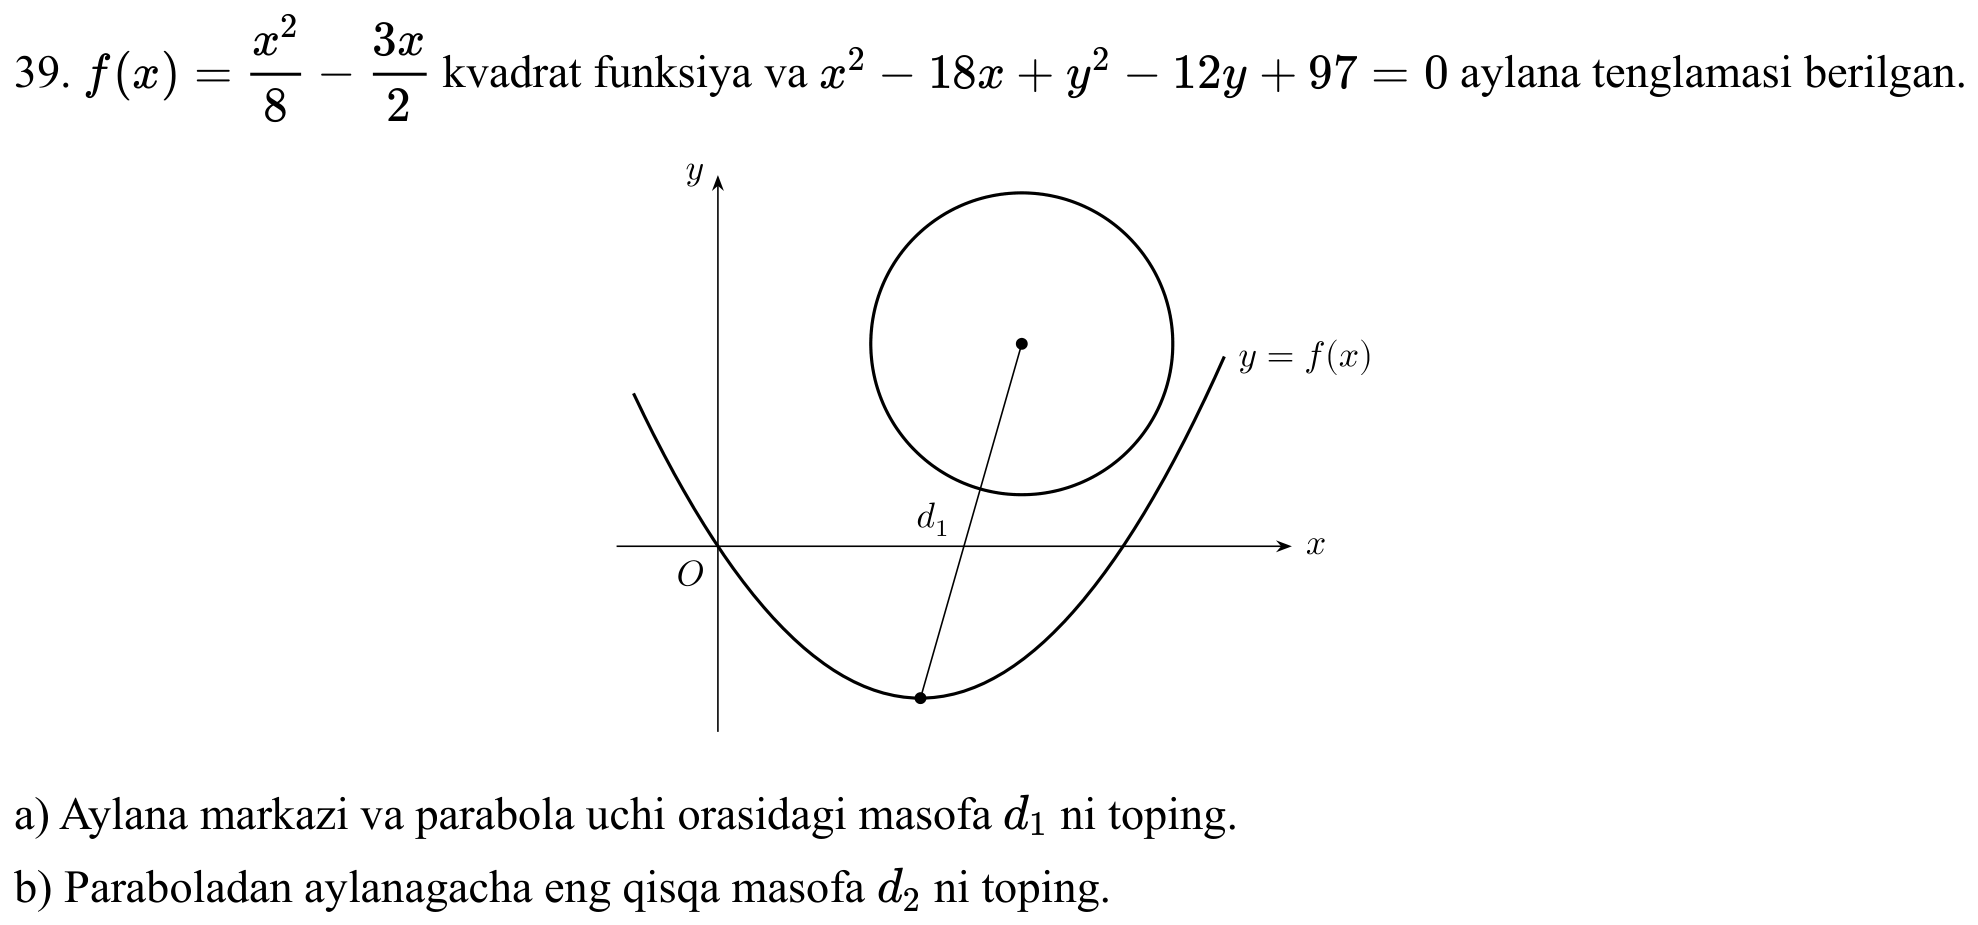 39. f(x) = x²/8 − 3x/2 kvadrat funksiya va x² − 18x + y² − 12y + 97 = 0 aylana tenglamasi berilgan.
y
y = f(x)
d₁
x
O
a) Aylana markazi va parabola uchi orasidagi masofa d₁ ni toping.
b) Paraboladan aylanagacha eng qisqa masofa d₂ ni toping.